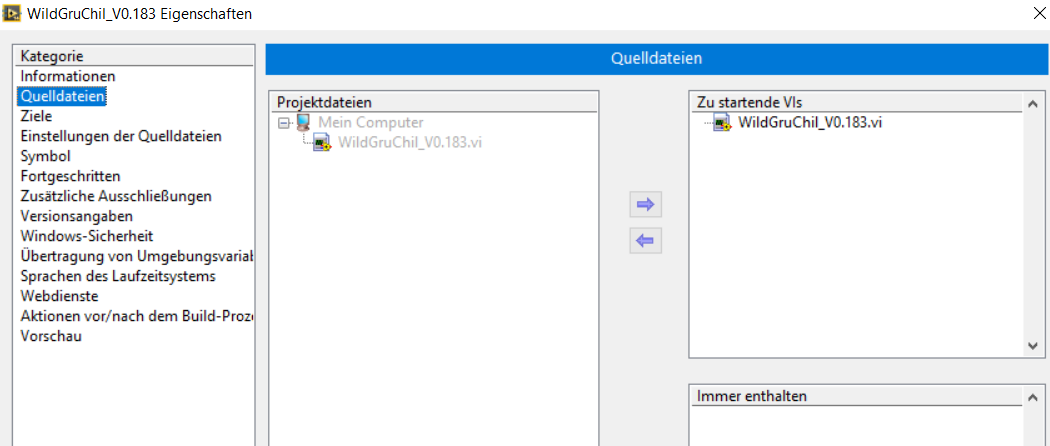 WildGruChil_V0.183 Eigenschaften
Kategorie
Informationen
Quelldateien
Ziele
Einstellungen der Quelldateien
Symbol
Fortgeschritten
Zusätzliche Ausschließungen
Versionsangaben
Windows-Sicherheit
Übertragung von Umgebungsvariab
Sprachen des Laufzeitsystems
Webdienste
Aktionen vor/nach dem Build-Proze
Vorschau
Quelldateien
Projektdateien
Mein Computer
WildGruChil_V0.183.vi
Zu startende VIs
WildGruChil_V0.183.vi
Immer enthalten